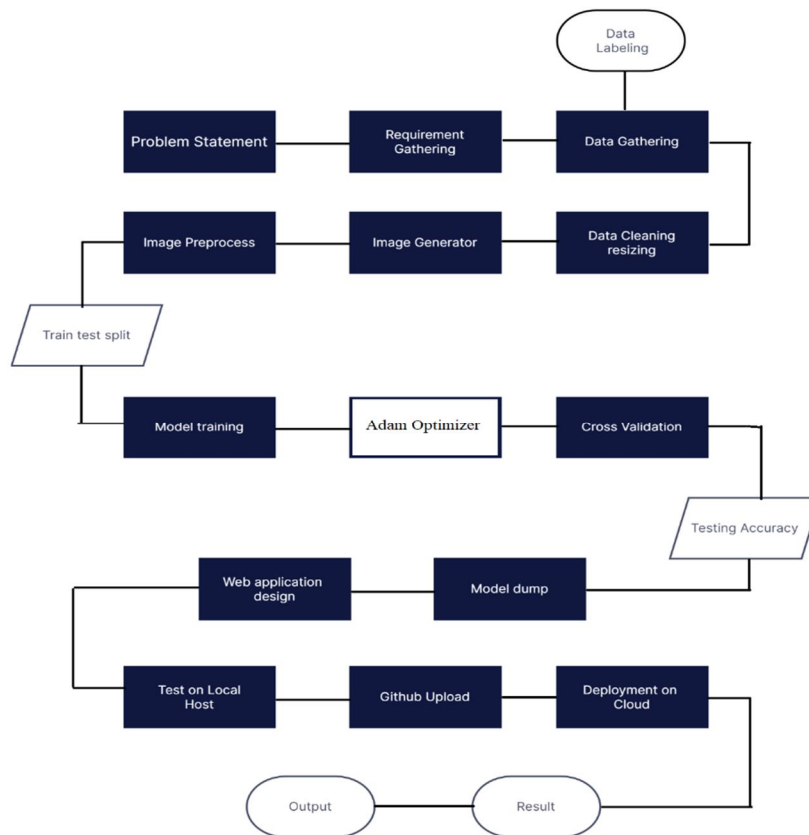 Data
Labeling
Problem Statement
Requirement
Gathering
Data Gathering
Image Preprocess
Image Generator
Data Cleaning
resizing
Train test split
Model training
Adam Optimizer
Cross Validation
Testing Accuracy
Web application
design
Model dump
Test on Local
Host
Github Upload
Deployment on
Cloud
Output
Result